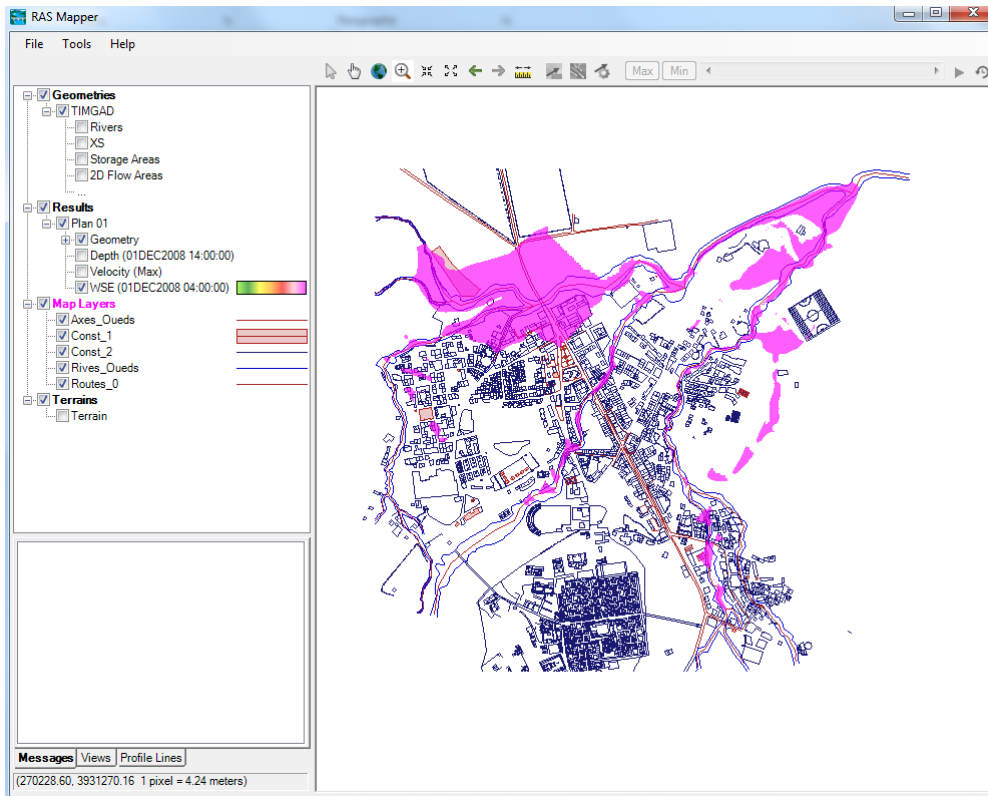 RAS Mapper
File Tools Help
Max Min
Geometries
TIMGAD
Rivers
XS
Storage Areas
2D Flow Areas
...
Results
Plan 01
Geometry
Depth (01DEC2008 14:00:00)
Velocity (Max)
WSE (01DEC2008 04:00:00)
Map Layers
Axes_Oueds
Const_1
Const_2
Rives_Oueds
Routes_0
Terrains
Terrain
Messages Views Profile Lines
(270228.60, 3931270.16 1 pixel = 4.24 meters)